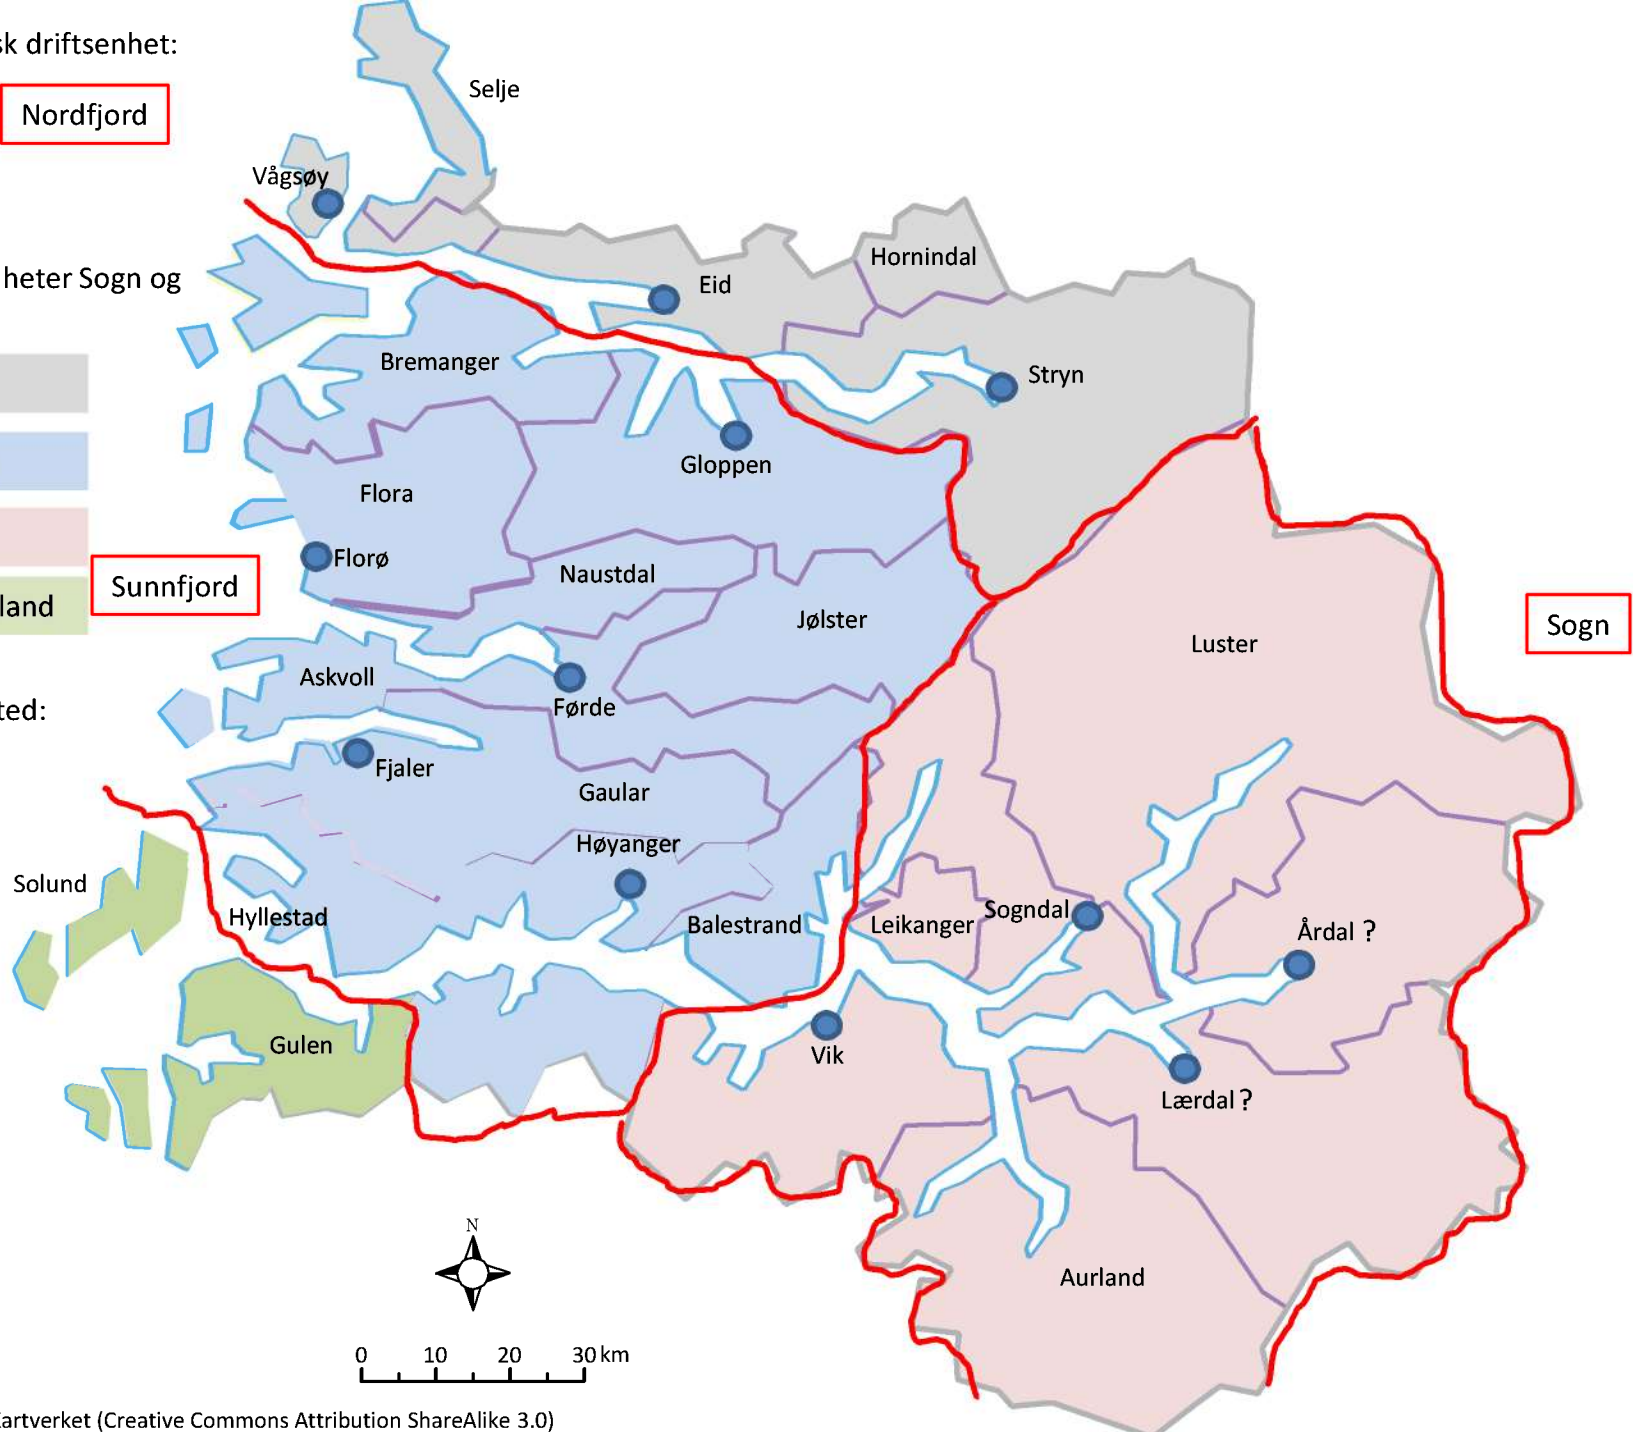 sk driftsenhet:
Nordfjord
heter Sogn og
land
Sunnfjord
ted:
Sogn
Selje
Vågsøy
Hornindal
Eid
Bremanger
Stryn
Gloppen
Flora
Florø
Naustdal
Jølster
Luster
Askvoll
Førde
Fjaler
Gaular
Høyanger
Solund
Hyllestad
Balestrand
Leikanger
Sogndal
Årdal ?
Gulen
Vik
Lærdal ?
Aurland
N
0 10 20 30 km
Kartverket (Creative Commons Attribution ShareAlike 3.0)